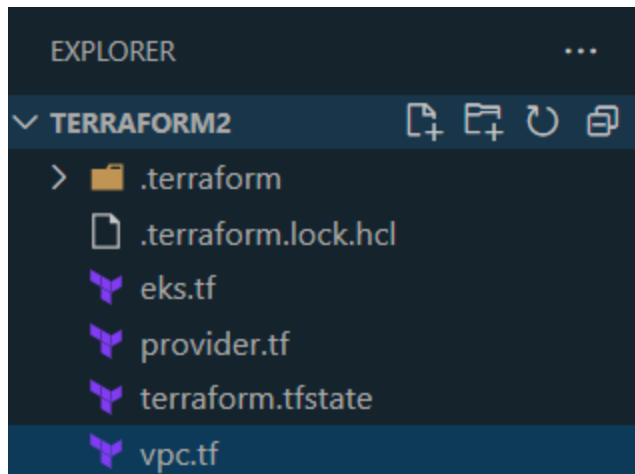 EXPLORER
TERRAFORM2
.terraform
.terraform.lock.hcl
eks.tf
provider.tf
terraform.tfstate
vpc.tf